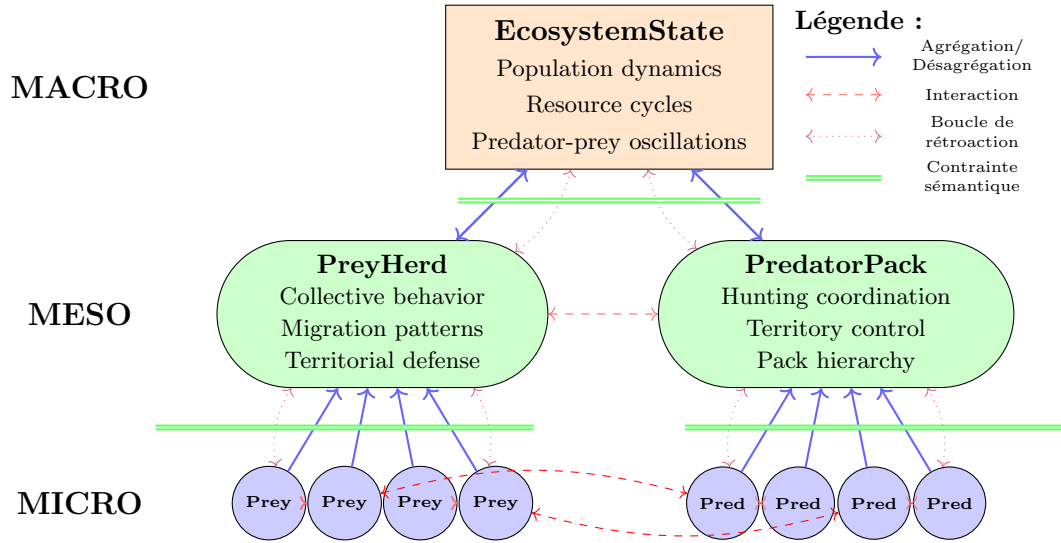 EcosystemState
Population dynamics
Resource cycles
Predator-prey oscillations
Légende :
Agrégation/
Désagrégation
Interaction
Boucle de
rétroaction
Contrainte
sémantique
MACRO
MESO
PreyHerd
Collective behavior
Migration patterns
Territorial defense
PredatorPack
Hunting coordination
Territory control
Pack hierarchy
MICRO
Prey
Prey
Prey
Prey
Pred
Pred
Pred
Pred